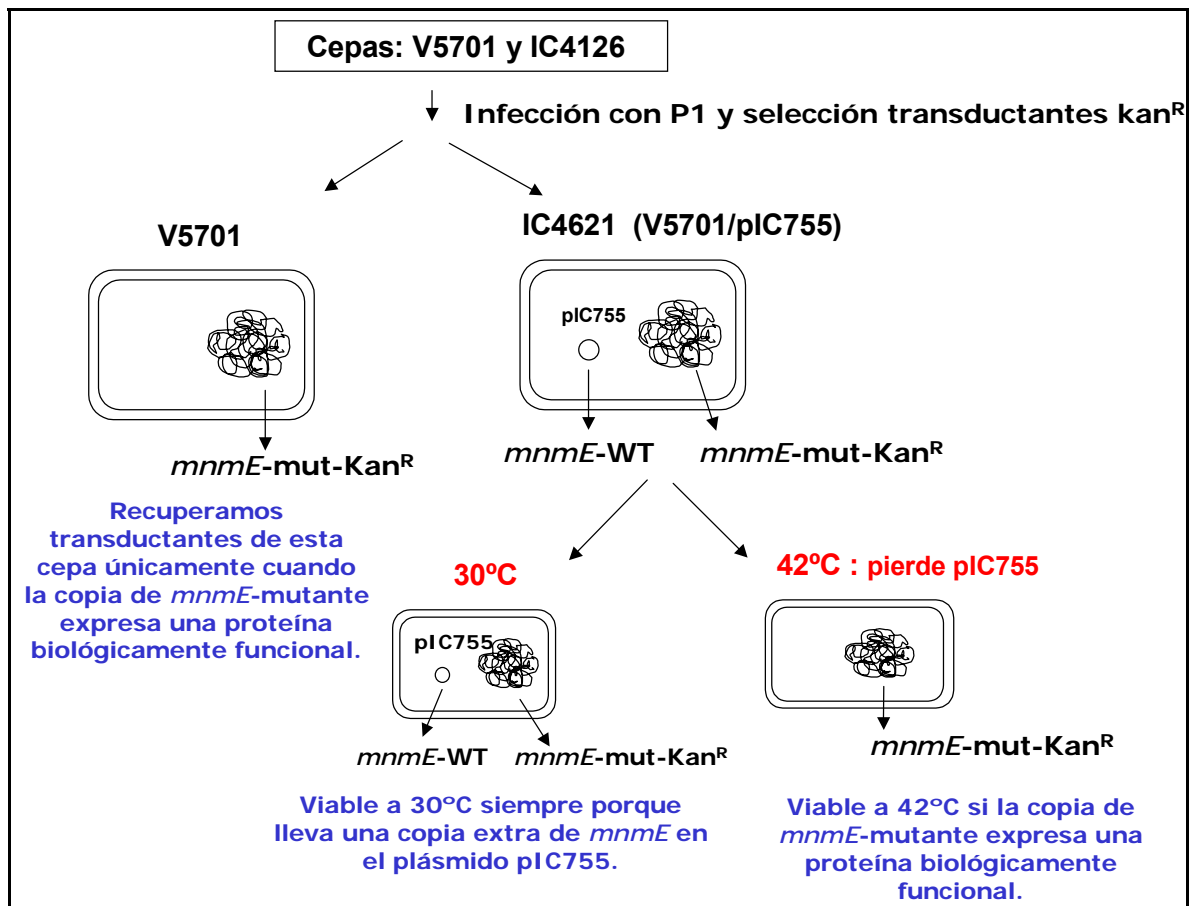 Cepas: V5701 y IC4126
Infección con P1 y selección transductantes kanR
V5701
IC4621 (V5701/pIC755)
pIC755
mnmE-mut-KanR
mnmE-WT
mnmE-mut-KanR
Recuperamos
transductantes de esta
cepa únicamente cuando
la copia de mnmE-mutante
expresa una proteína
biológicamente funcional.
30ºC
42ºC : pierde pIC755
pIC755
mnmE-WT
mnmE-mut-KanR
mnmE-mut-KanR
Viable a 30ºC siempre porque
lleva una copia extra de mnmE en
el plásmido pIC755.
Viable a 42ºC si la copia de
mnmE-mutante expresa una
proteína biológicamente
funcional.